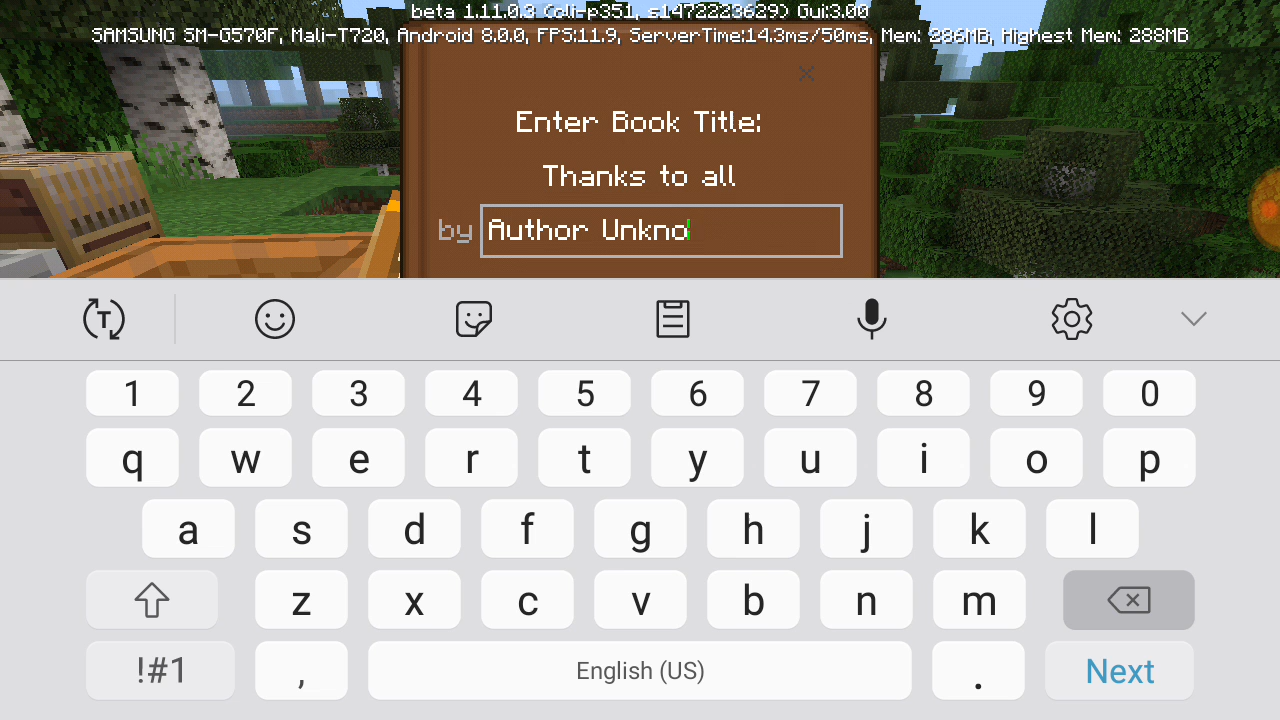 beta 1.11.0.3 (cli-p351, s1472223629) Gui:3.00
SAMSUNG SM-G570F, Mali-T720, Android 8.0.0, FPS:11.9, ServerTime:14.3ms/50ms, Mem: 286MB, Highest Mem: 288MB
Enter Book Title:
Thanks to all
by Author Unkno
T
1 2 3 4 5 6 7 8 9 0
q w e r t y u i o p
a s d f g h j k l
z x c v b n m
!#1 , English (US) . Next